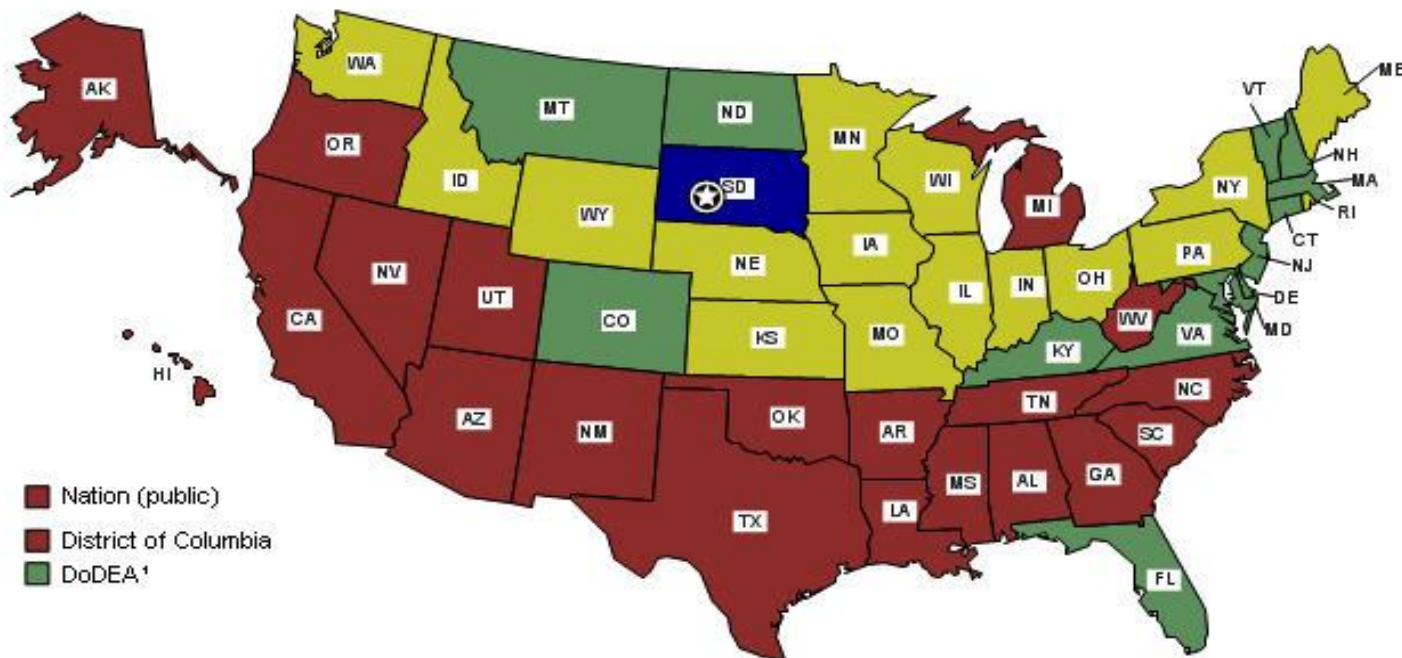 AK
WA
MT
ND
MN
ME
VT
OR
ID
WY
SD
WI
MI
NY
NH
MA
RI
CT
NV
UT
NE
IA
PA
NJ
CA
CO
KS
MO
IL
IN
OH
DE
MD
WV
VA
KY
HI
AZ
NM
OK
AR
TN
NC
SC
TX
LA
MS
AL
GA
FL
Nation (public)
District of Columbia
DoDEA¹